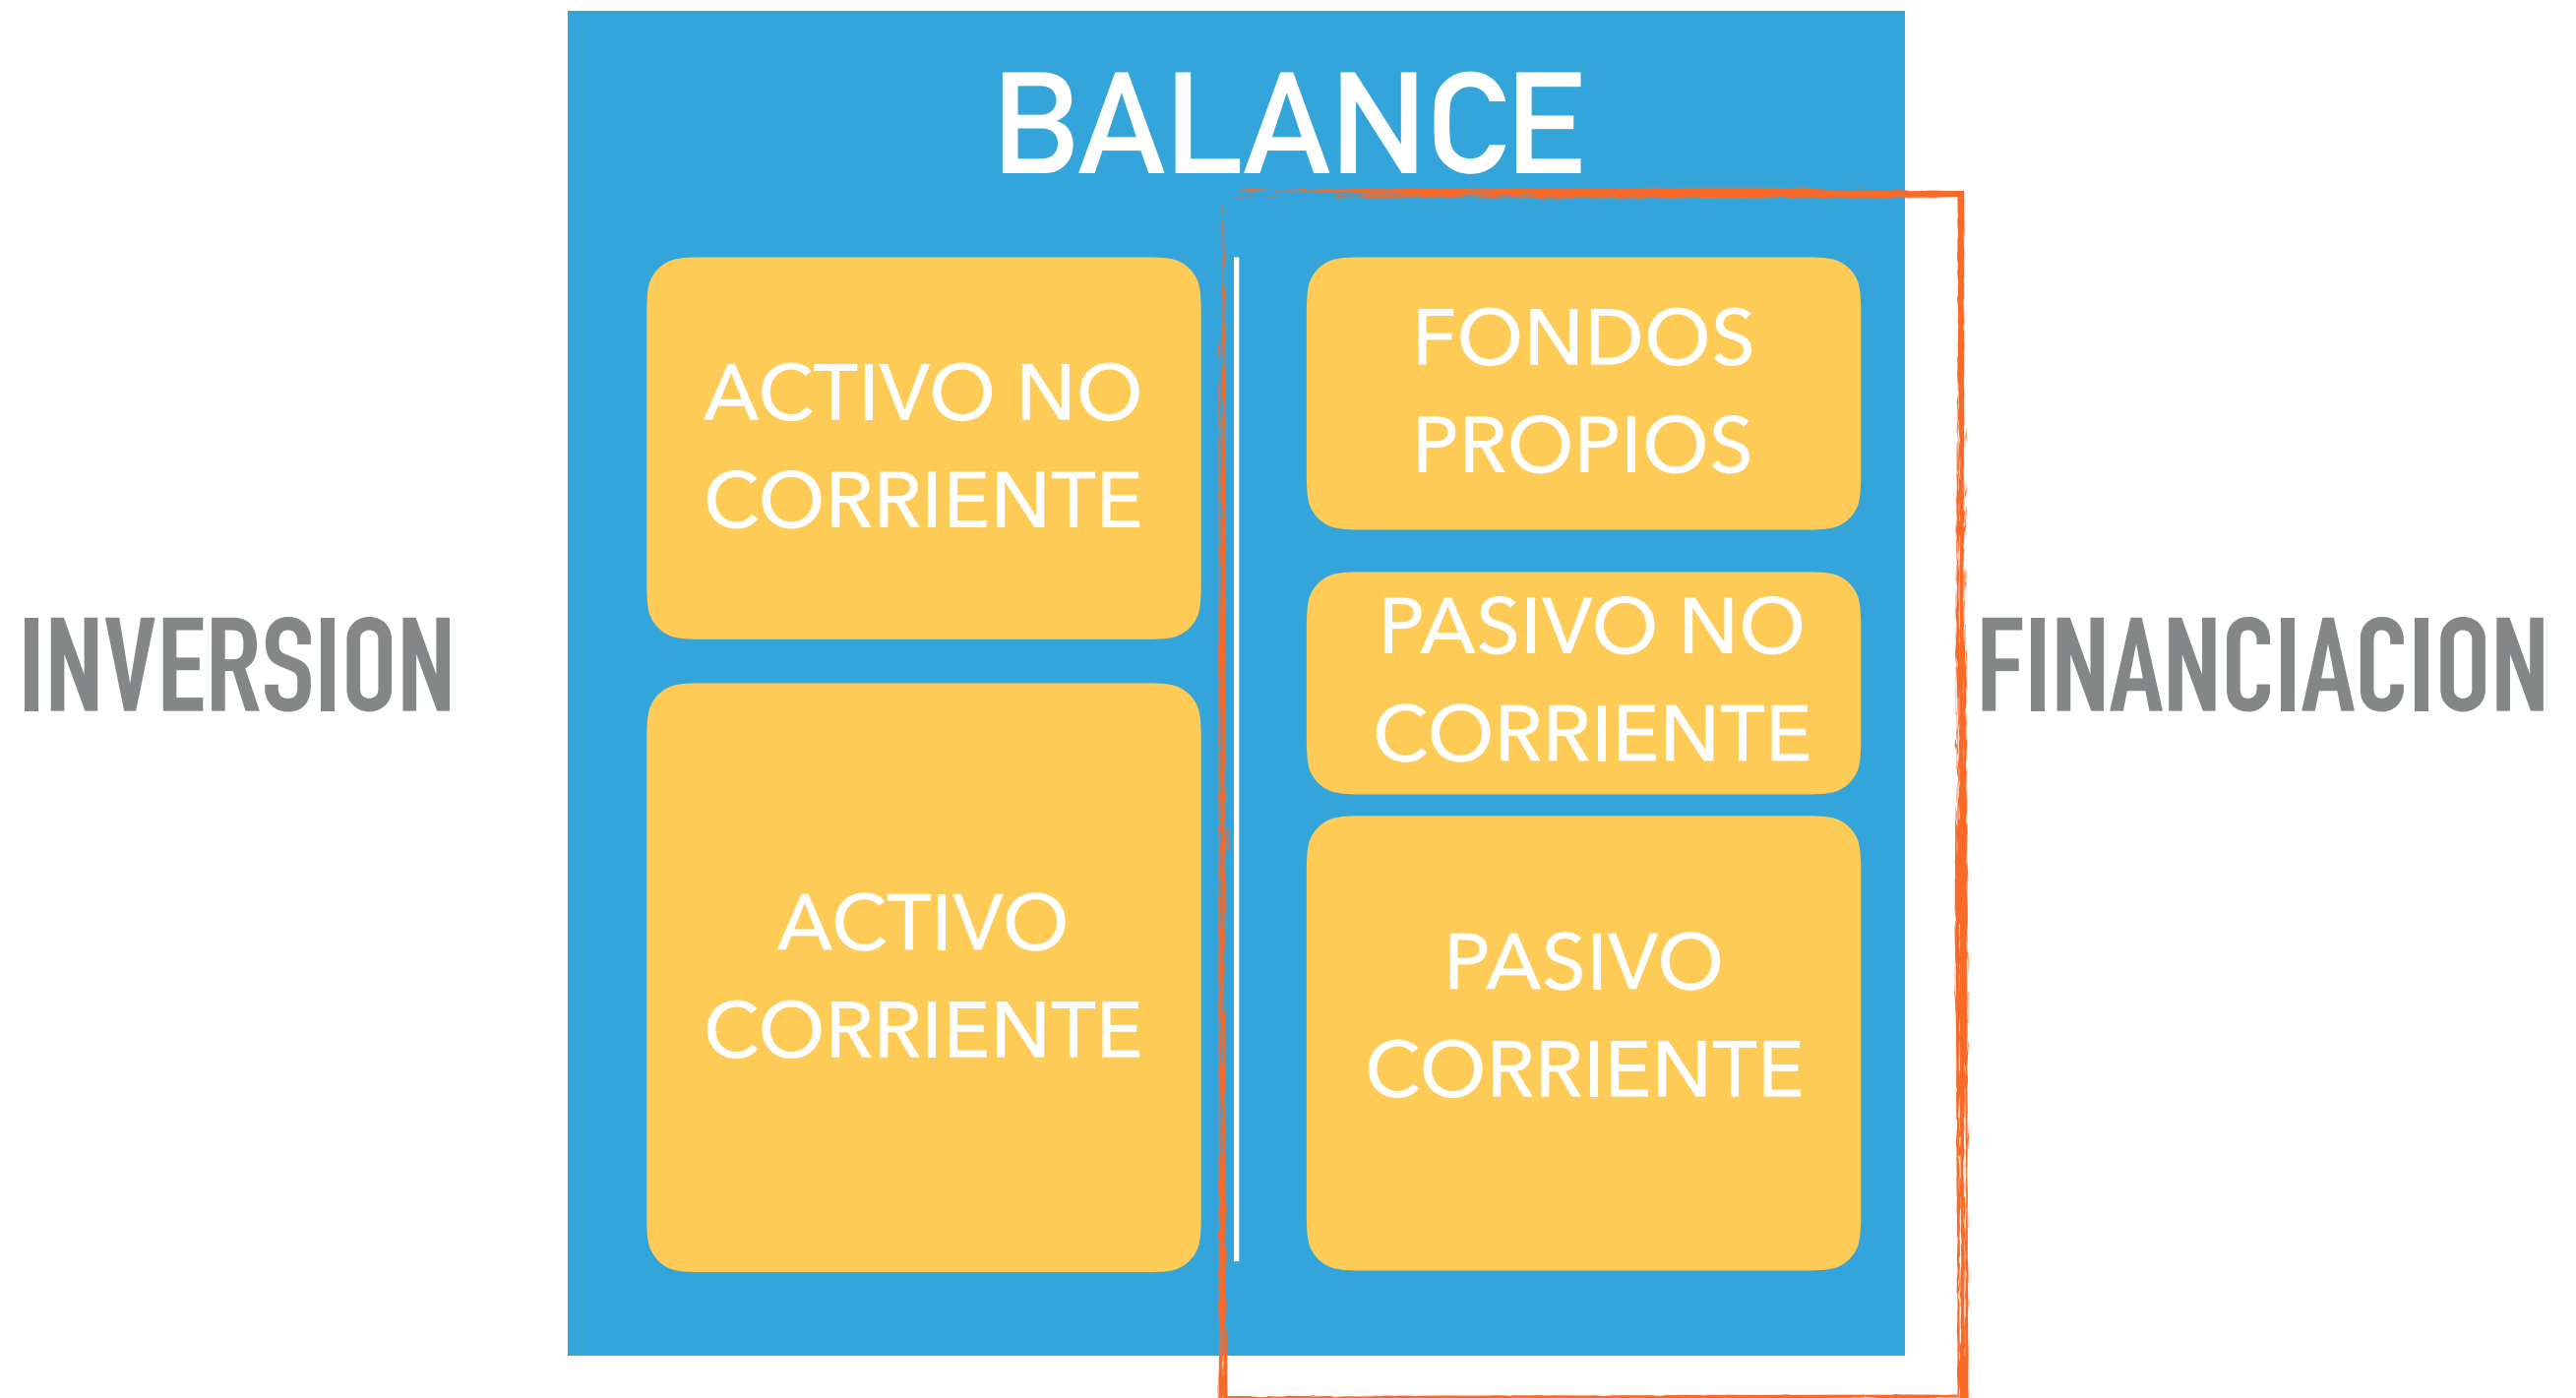 BALANCE
INVERSION
ACTIVO NO
CORRIENTE
ACTIVO
CORRIENTE
FONDOS
PROPIOS
PASIVO NO
CORRIENTE
PASIVO
CORRIENTE
FINANCIACION